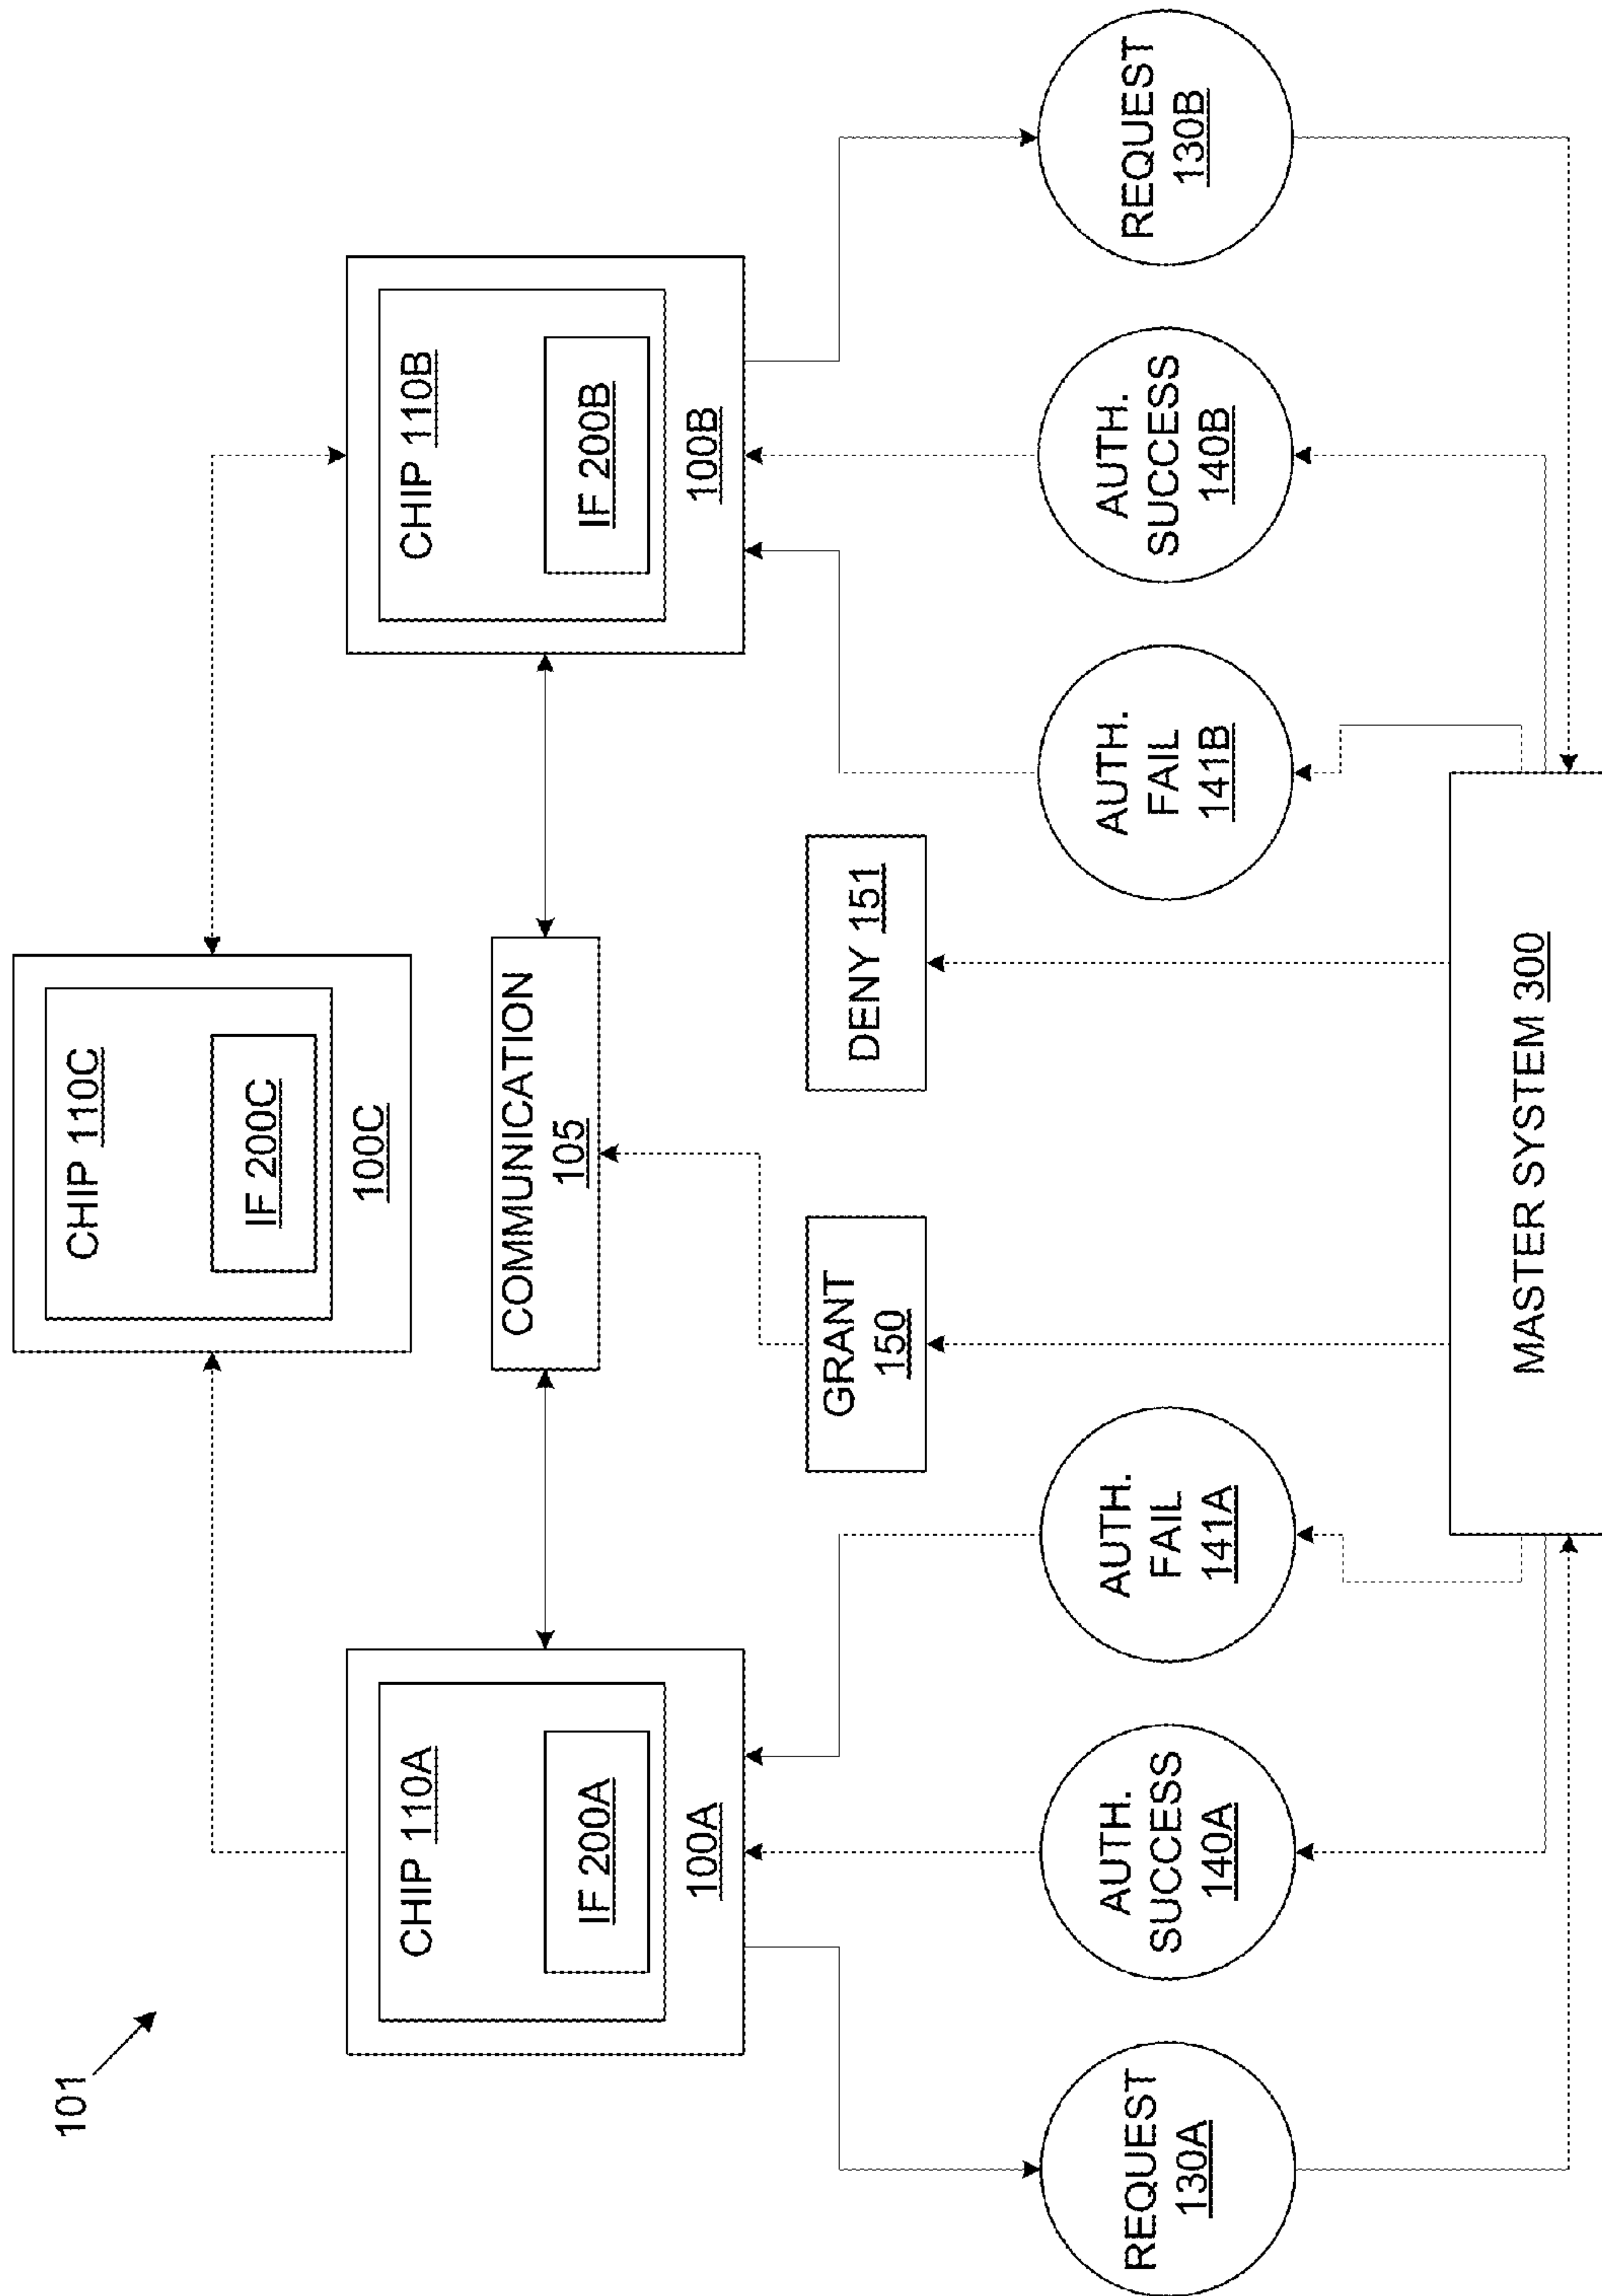 101
CHIP 110C
IF 200C
100C
CHIP 110A
IF 200A
100A
COMMUNICATION
105
CHIP 110B
IF 200B
100B
GRANT
150
DENY 151
REQUEST
130A
AUTH.
SUCCESS
140A
AUTH.
FAIL
141A
AUTH.
FAIL
141B
AUTH.
SUCCESS
140B
REQUEST
130B
MASTER SYSTEM 300